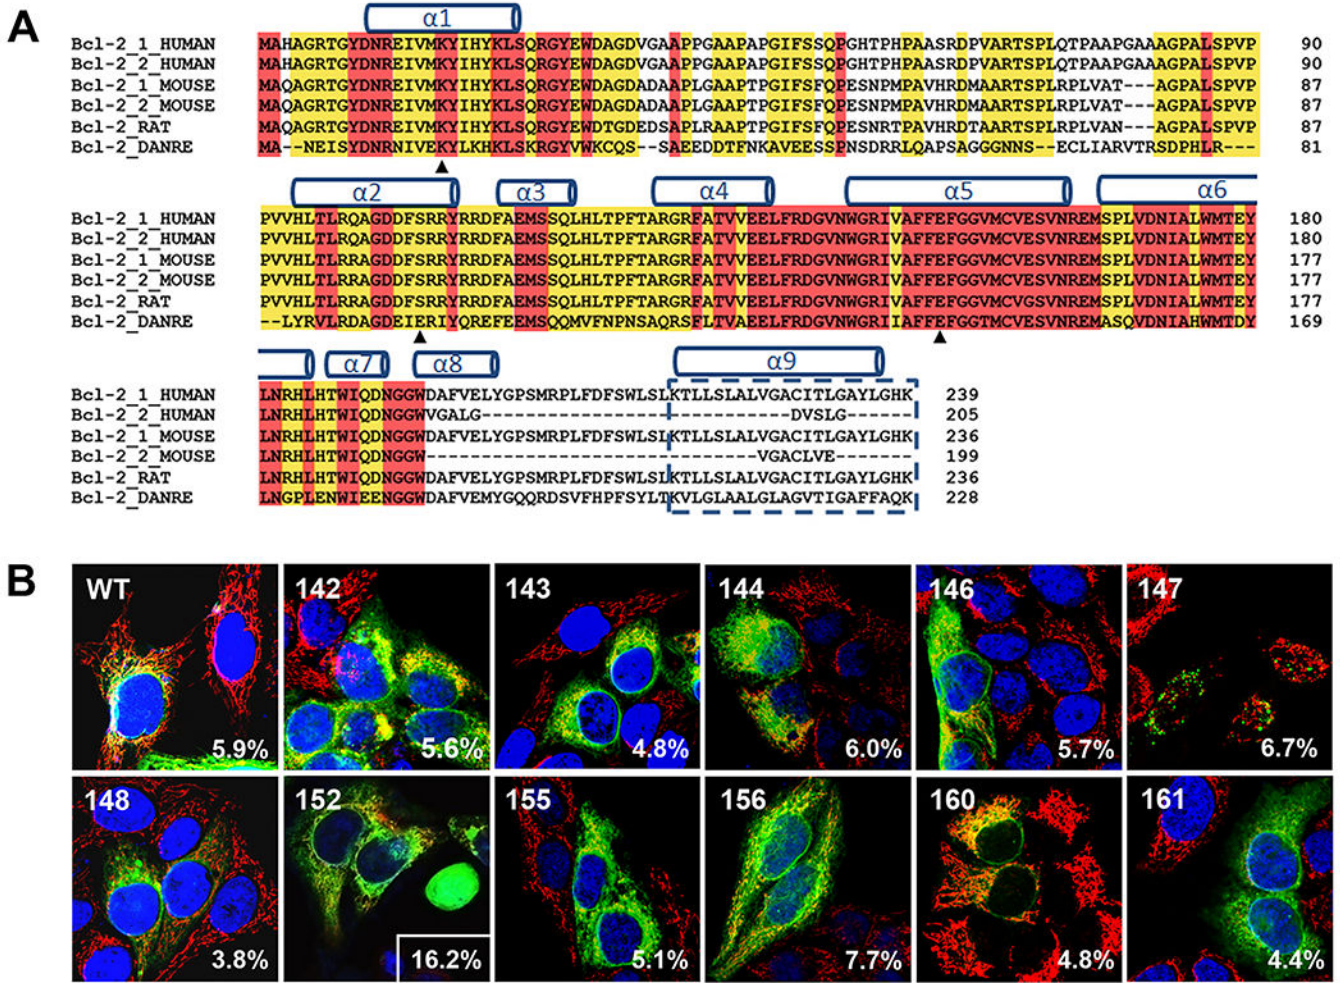 A
α1
Bcl-2_1_HUMAN MAHAGRTGYDNREIVMKYIHYKLSQRGYEWDAGDVGAAPPGAAPAPGIFSSQPGHTPHPAASRDPVARTSPLQTPAAPGAAAGPALSPVP 90
Bcl-2_2_HUMAN MAHAGRTGYDNREIVMKYIHYKLSQRGYEWDAGDVGAAPPGAAPAPGIFSSQPGHTPHPAASRDPVARTSPLQTPAAPGAAAGPALSPVP 90
Bcl-2_1_MOUSE MAQAGRTGYDNREIVMKYIHYKLSQRGYEWDAGDADAAPLGAAPTPGIFSFQPESNPMPAVHRDMAARTSPLRPLVAT---AGPALSPVP 87
Bcl-2_2_MOUSE MAQAGRTGYDNREIVMKYIHYKLSQRGYEWDAGDADAAPLGAAPTPGIFSFQPESNPMPAVHRDMAARTSPLRPLVAT---AGPALSPVP 87
Bcl-2_RAT MAQAGRTGYDNREIVMKYIHYKLSQRGYEWDTGDEDSAPLRAAPTPGIFSFQPESNRTPAVHRDTAARTSPLRPLVAN---AGPALSPVP 87
Bcl-2_DANRE MA--NEISYDNRNIVEKYLKHKLSKRGYVWKCQS--SAEEDDTFNKAVEESSPNSDRRLQAPSAGGGNNS--ECLIARVTRSDPHLR--- 81
α2 α3 α4 α5 α6
Bcl-2_1_HUMAN PVVHLTLRQAGDDFSRRYRRDFAEMSSQLHLTPFTARGRFATVVEELFRDGVNWGRIVAFFEFGGVMCVESVNREMSPLVDNIALWMTEY 180
Bcl-2_2_HUMAN PVVHLTLRQAGDDFSRRYRRDFAEMSSQLHLTPFTARGRFATVVEELFRDGVNWGRIVAFFEFGGVMCVESVNREMSPLVDNIALWMTEY 180
Bcl-2_1_MOUSE PVVHLTLRRAGDDFSRRYRRDFAEMSSQLHLTPFTARGRFATVVEELFRDGVNWGRIVAFFEFGGVMCVESVNREMSPLVDNIALWMTEY 177
Bcl-2_2_MOUSE PVVHLTLRRAGDDFSRRYRRDFAEMSSQLHLTPFTARGRFATVVEELFRDGVNWGRIVAFFEFGGVMCVESVNREMSPLVDNIALWMTEY 177
Bcl-2_RAT PVVHLTLRRAGDDFSRRYRRDFAEMSSQLHLTPFTARGRFATVVEELFRDGVNWGRIVAFFEFGGVMCVGSVNREMSPLVDNIALWMTEY 177
Bcl-2_DANRE --LYRVLRDAGDEIERIYQREFEEMSQQMVFNPNSAQRSFLTVAEELFRDGVNWGRIIAFFEFGGTMCVESVNREMASQVDNIAHWMTDY 169
α7 α8 α9
Bcl-2_1_HUMAN LNRHLHTWIQDNGGWDAFVELYGPSMRPLFDFSWLSLKTLLSLALVGACITLGAYLGHK 239
Bcl-2_2_HUMAN LNRHLHTWIQDNGGWVGALG----------------------------DVSLG------ 205
Bcl-2_1_MOUSE LNRHLHTWIQDNGGWDAFVELYGPSMRPLFDFSWLSLKTLLSLALVGACITLGAYLGHK 236
Bcl-2_2_MOUSE LNRHLHTWIQDNGGW------------------------------VGACLVE------- 199
Bcl-2_RAT LNRHLHTWIQDNGGWDAFVELYGPSMRPLFDFSWLSLKTLLSLALVGACITLGAYLGHK 236
Bcl-2_DANRE LNGPLENWIEENGGWDAFVEMYGQQRDSVFHPFSYLTKVLGLAALGLAGVTIGAFFAQK 228
B
WT 142 143 144 146 147
5.9% 5.6% 4.8% 6.0% 5.7% 6.7%
148 152 155 156 160 161
3.8% 16.2% 5.1% 7.7% 4.8% 4.4%